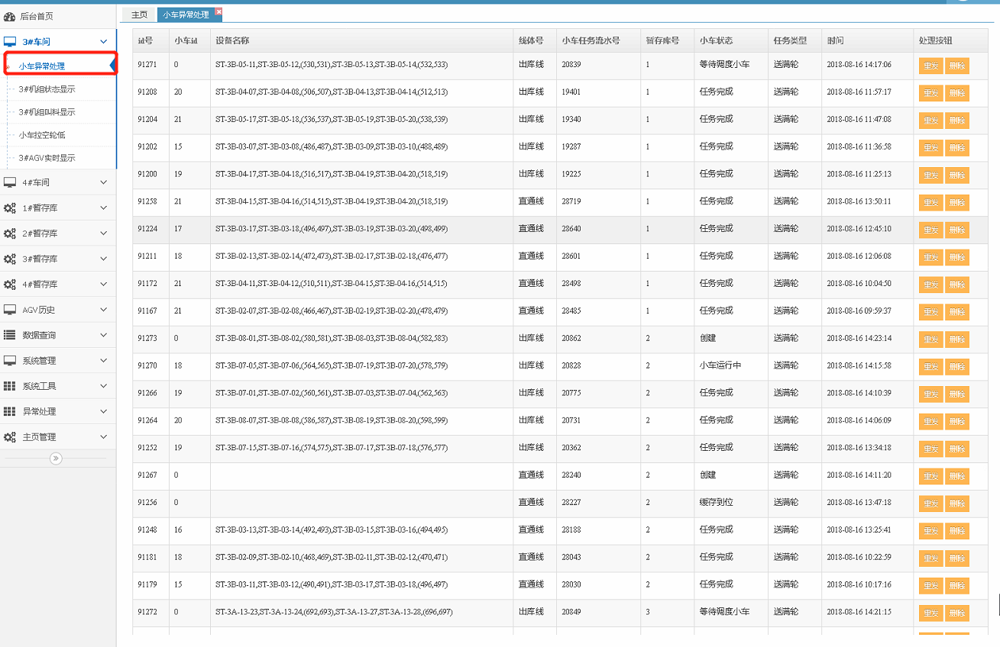 后台首页
3#车间
小车异常处理
3#机组状态显示
3#机组叫料显示
小车拉空轮低
3#AGV实时显示
4#车间
1#暂存库
2#暂存库
3#暂存库
4#暂存库
AGV历史
数据查询
系统管理
系统工具
异常处理
主页管理
主页 小车异常处理
id号 小车id 设备名称 线体号 小车任务流水号 暂存库号 小车状态 任务类型 时间 处理按钮
91271 0 ST-3B-05-11,ST-3B-05-12,(530,531),ST-3B-05-13,ST-3B-05-14,(532,533) 出库线 20839 1 等待调度小车 送满轮 2018-08-16 14:17:06 重发 删除
91208 20 ST-3B-04-07,ST-3B-04-08,(506,507),ST-3B-04-13,ST-3B-04-14,(512,513) 出库线 19401 1 任务完成 送满轮 2018-08-16 11:57:17 重发 删除
91204 21 ST-3B-05-17,ST-3B-05-18,(536,537),ST-3B-05-19,ST-3B-05-20,(538,539) 出库线 19340 1 任务完成 送满轮 2018-08-16 11:47:08 重发 删除
91202 15 ST-3B-03-07,ST-3B-03-08,(486,487),ST-3B-03-09,ST-3B-03-10,(488,489) 出库线 19287 1 任务完成 送满轮 2018-08-16 11:36:58 重发 删除
91200 19 ST-3B-04-17,ST-3B-04-18,(516,517),ST-3B-04-19,ST-3B-04-20,(518,519) 出库线 19225 1 任务完成 送满轮 2018-08-16 11:25:13 重发 删除
91258 21 ST-3B-04-15,ST-3B-04-16,(514,515),ST-3B-04-19,ST-3B-04-20,(518,519) 直通线 28719 1 任务完成 送满轮 2018-08-16 13:50:11 重发 删除
91224 17 ST-3B-03-17,ST-3B-03-18,(496,497),ST-3B-03-19,ST-3B-03-20,(498,499) 直通线 28640 1 任务完成 送满轮 2018-08-16 12:45:10 重发 删除
91211 18 ST-3B-02-13,ST-3B-02-14,(472,473),ST-3B-02-17,ST-3B-02-18,(476,477) 直通线 28601 1 任务完成 送满轮 2018-08-16 12:06:08 重发 删除
91172 21 ST-3B-04-11,ST-3B-04-12,(510,511),ST-3B-04-15,ST-3B-04-16,(514,515) 直通线 28498 1 任务完成 送满轮 2018-08-16 10:04:50 重发 删除
91167 21 ST-3B-02-07,ST-3B-02-08,(466,467),ST-3B-02-19,ST-3B-02-20,(478,479) 直通线 28485 1 任务完成 送满轮 2018-08-16 09:59:37 重发 删除
91273 0 ST-3B-08-01,ST-3B-08-02,(580,581),ST-3B-08-03,ST-3B-08-04,(582,583) 出库线 20862 2 创建 送满轮 2018-08-16 14:23:14 重发 删除
91270 18 ST-3B-07-05,ST-3B-07-06,(564,565),ST-3B-07-19,ST-3B-07-20,(578,579) 出库线 20828 2 小车运行中 送满轮 2018-08-16 14:15:58 重发 删除
91266 19 ST-3B-07-01,ST-3B-07-02,(560,561),ST-3B-07-03,ST-3B-07-04,(562,563) 出库线 20775 2 任务完成 送满轮 2018-08-16 14:10:39 重发 删除
91264 20 ST-3B-08-07,ST-3B-08-08,(586,587),ST-3B-08-19,ST-3B-08-20,(598,599) 出库线 20731 2 任务完成 送满轮 2018-08-16 14:06:09 重发 删除
91252 19 ST-3B-07-15,ST-3B-07-16,(574,575),ST-3B-07-17,ST-3B-07-18,(576,577) 出库线 20362 2 任务完成 送满轮 2018-08-16 13:34:18 重发 删除
91267 0 直通线 28240 2 创建 送满轮 2018-08-16 14:11:20 重发 删除
91256 0 直通线 28227 2 缓存到位 送满轮 2018-08-16 13:47:18 重发 删除
91248 16 ST-3B-03-13,ST-3B-03-14,(492,493),ST-3B-03-15,ST-3B-03-16,(494,495) 直通线 28188 2 任务完成 送满轮 2018-08-16 13:25:41 重发 删除
91181 18 ST-3B-02-09,ST-3B-02-10,(468,469),ST-3B-02-11,ST-3B-02-12,(470,471) 直通线 28043 2 任务完成 送满轮 2018-08-16 10:22:59 重发 删除
91179 15 ST-3B-03-11,ST-3B-03-12,(490,491),ST-3B-03-17,ST-3B-03-18,(496,497) 直通线 28030 2 任务完成 送满轮 2018-08-16 10:17:16 重发 删除
91272 0 ST-3A-13-23,ST-3A-13-24,(692,693),ST-3A-13-27,ST-3A-13-28,(696,697) 出库线 20849 3 等待调度小车 送满轮 2018-08-16 14:21:15 重发 删除